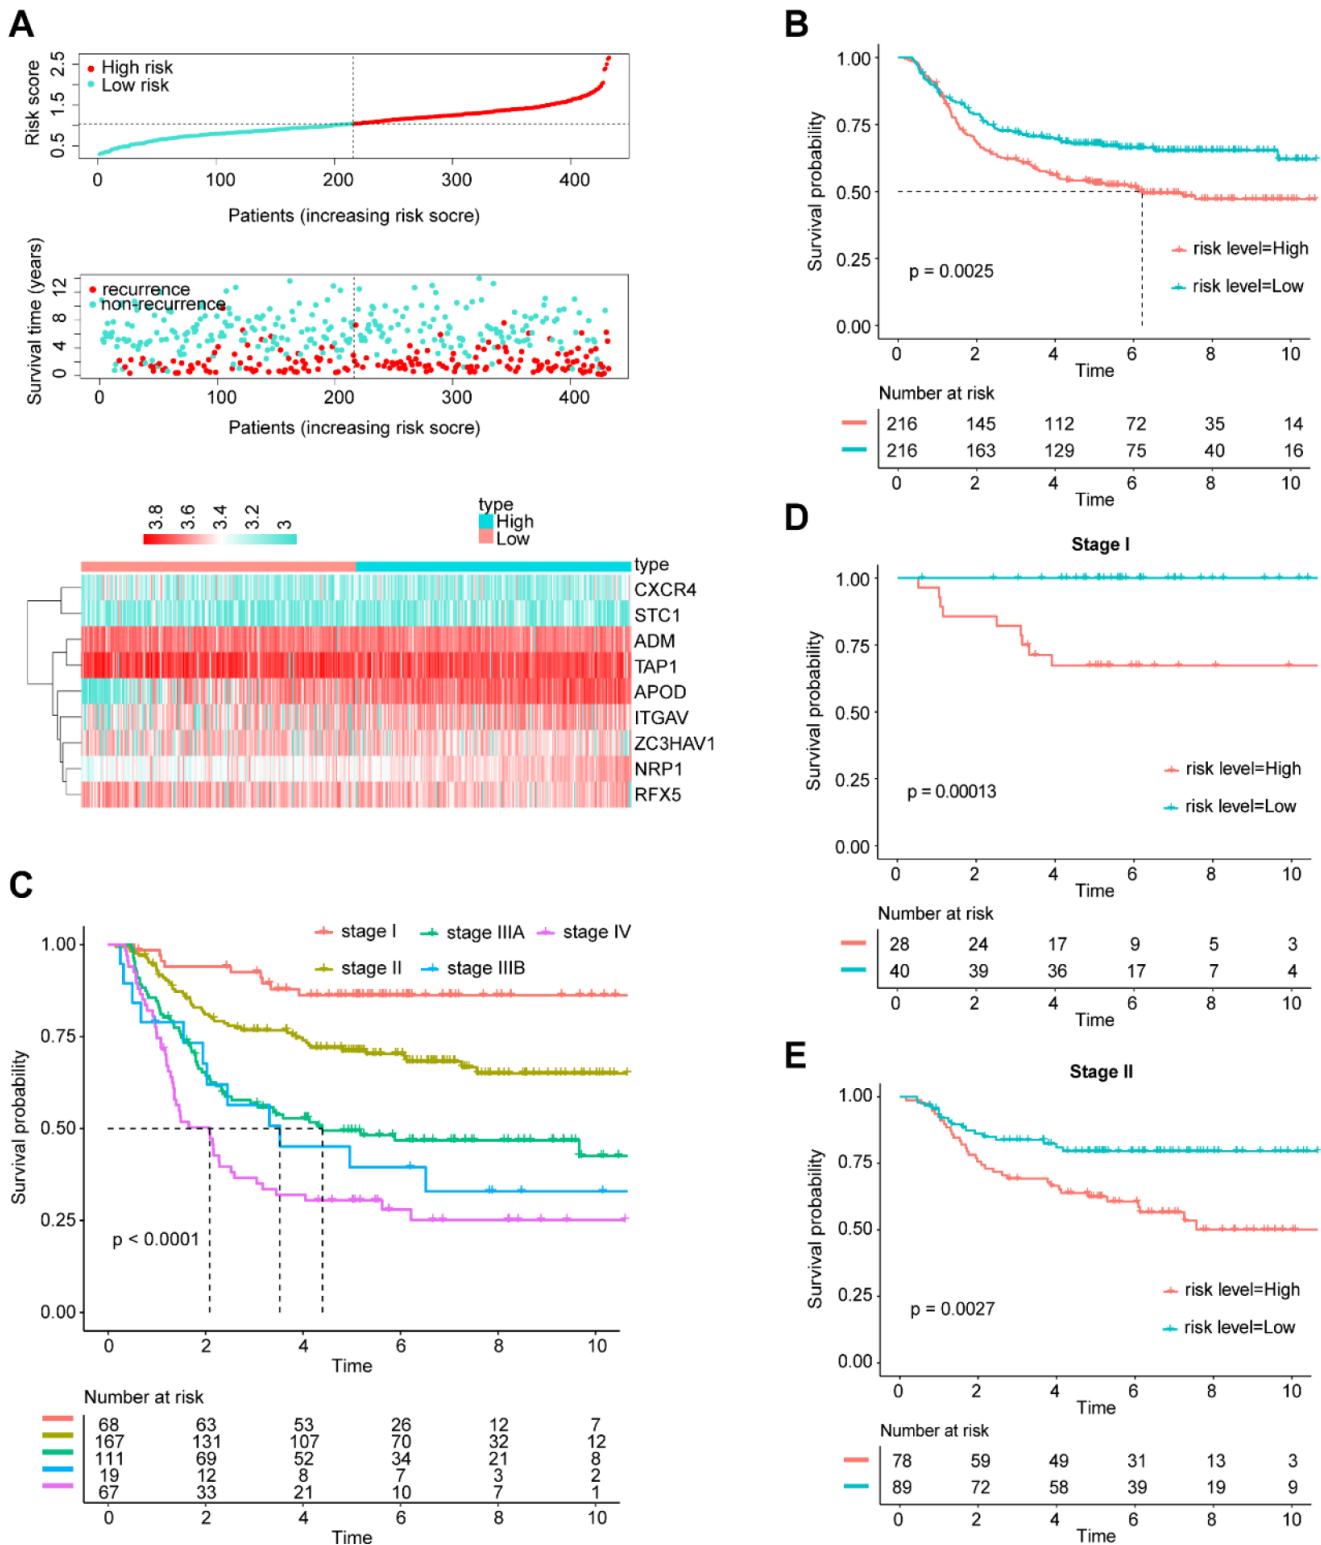 A
Risk score
2.5
1.5
0.5
High risk
Low risk
0 100 200 300 400
Patients (increasing risk socre)
Survival time (years)
12
8
4
0
recurrence
non-recurrence
0 100 200 300 400
Patients (increasing risk socre)
3.8 3.6 3.4 3.2 3
type
High
Low
type
CXCR4
STC1
ADM
TAP1
APOD
ITGAV
ZC3HAV1
NRP1
RFX5
B
Survival probability
1.00
0.75
0.50
0.25
0.00
risk level=High
risk level=Low
p = 0.0025
0 2 4 6 8 10
Time
Number at risk
216 145 112 72 35 14
216 163 129 75 40 16
0 2 4 6 8 10
Time
C
Survival probability
stage I stage IIIA stage IV
stage II stage IIIB
1.00
0.75
0.50
0.25
0.00
p < 0.0001
0 2 4 6 8 10
Time
Number at risk
68 63 53 26 12 7
167 131 107 70 32 12
111 69 52 34 21 8
19 12 8 7 3 2
67 33 21 10 7 1
0 2 4 6 8 10
Time
D
Stage I
Survival probability
1.00
0.75
0.50
0.25
0.00
risk level=High
risk level=Low
p = 0.00013
0 2 4 6 8 10
Time
Number at risk
28 24 17 9 5 3
40 39 36 17 7 4
0 2 4 6 8 10
Time
E
Stage II
Survival probability
1.00
0.75
0.50
0.25
0.00
risk level=High
risk level=Low
p = 0.0027
0 2 4 6 8 10
Time
Number at risk
78 59 49 31 13 3
89 72 58 39 19 9
0 2 4 6 8 10
Time